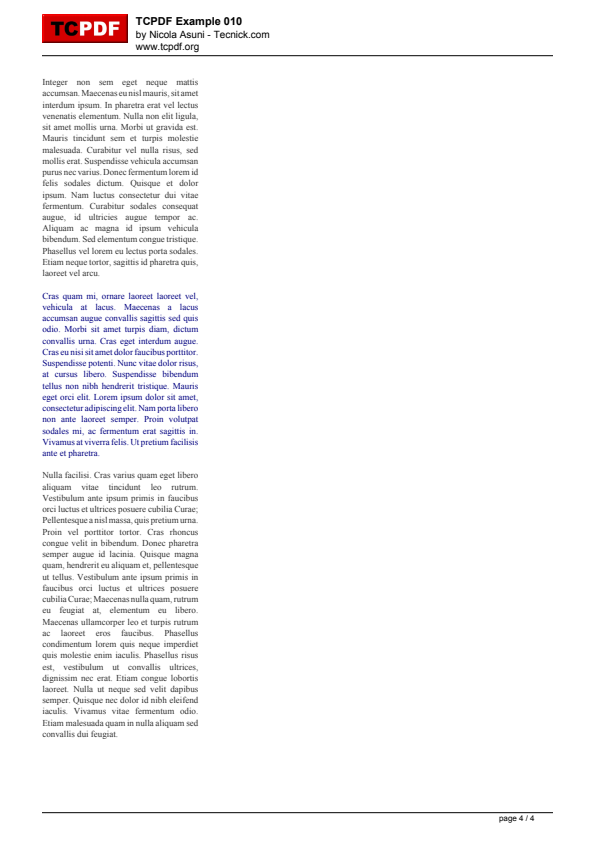 TCPDF
TCPDF Example 010
by Nicola Asuni - Tecnick.com
www.tcpdf.org
Integer non sem eget neque mattis
accumsan. Maecenas eu nisl mauris, sit amet
interdum ipsum. In pharetra erat vel lectus
venenatis elementum. Nulla non elit ligula,
sit amet mollis urna. Morbi ut gravida est.
Mauris tincidunt sem et turpis molestie
malesuada. Curabitur vel nulla risus, sed
mollis erat. Suspendisse vehicula accumsan
purus nec varius. Donec fermentum lorem id
felis sodales dictum. Quisque et dolor
ipsum. Nam luctus consectetur dui vitae
fermentum. Curabitur sodales consequat
augue, id ultricies augue tempor ac.
Aliquam ac magna id ipsum vehicula
bibendum. Sed elementum congue tristique.
Phasellus vel lorem eu lectus porta sodales.
Etiam neque tortor, sagittis id pharetra quis,
laoreet vel arcu.
Cras quam mi, ornare laoreet laoreet vel,
vehicula at lacus. Maecenas a lacus
accumsan augue convallis sagittis sed quis
odio. Morbi sit amet turpis diam, dictum
convallis urna. Cras eget interdum augue.
Cras eu nisi sit amet dolor faucibus porttitor.
Suspendisse potenti. Nunc vitae dolor risus,
at cursus libero. Suspendisse bibendum
tellus non nibh hendrerit tristique. Mauris
eget orci elit. Lorem ipsum dolor sit amet,
consectetur adipiscing elit. Nam porta libero
non ante laoreet semper. Proin volutpat
sodales mi, ac fermentum erat sagittis in.
Vivamus at viverra felis. Ut pretium facilisis
ante et pharetra.
Nulla facilisi. Cras varius quam eget libero
aliquam vitae tincidunt leo rutrum.
Vestibulum ante ipsum primis in faucibus
orci luctus et ultrices posuere cubilia Curae;
Pellentesque a nisl massa, quis pretium urna.
Proin vel porttitor tortor. Cras rhoncus
congue velit in bibendum. Donec pharetra
semper augue id lacinia. Quisque magna
quam, hendrerit eu aliquam et, pellentesque
ut tellus. Vestibulum ante ipsum primis in
faucibus orci luctus et ultrices posuere
cubilia Curae; Maecenas nulla quam, rutrum
eu feugiat at, elementum eu libero.
Maecenas ullamcorper leo et turpis rutrum
ac laoreet eros faucibus. Phasellus
condimentum lorem quis neque imperdiet
quis molestie enim iaculis. Phasellus risus
est, vestibulum ut convallis ultrices,
dignissim nec erat. Etiam congue lobortis
laoreet. Nulla ut neque sed velit dapibus
semper. Quisque nec dolor id nibh eleifend
iaculis. Vivamus vitae fermentum odio.
Etiam malesuada quam in nulla aliquam sed
convallis dui feugiat.
page 4 / 4